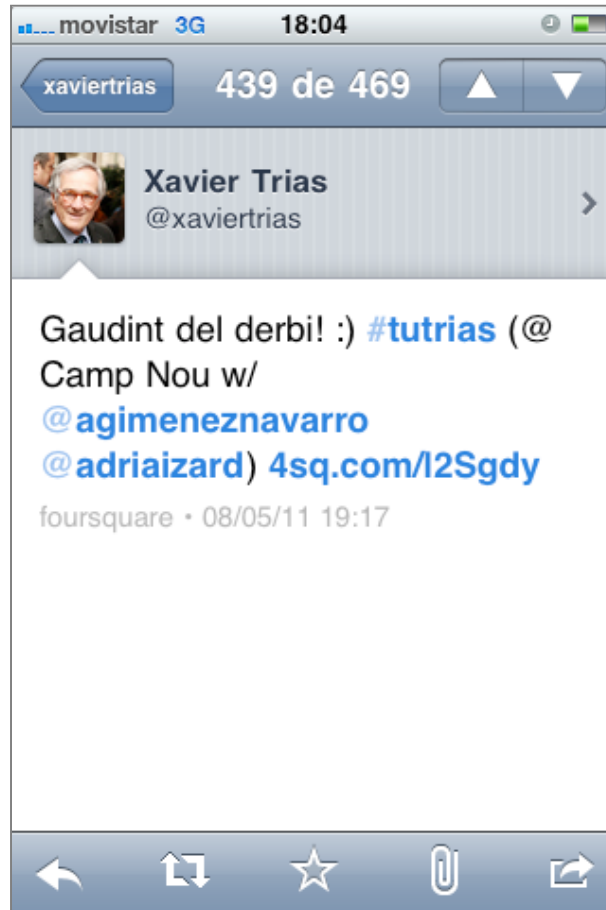 movistar 3G 18:04
xaviertrias 439 de 469
Xavier Trias
@xaviertrias
Gaudint del derbi! :) #tutrias (@
Camp Nou w/
@agimeneznavarro
@adriaizard) 4sq.com/l2Sgdy
foursquare • 08/05/11 19:17